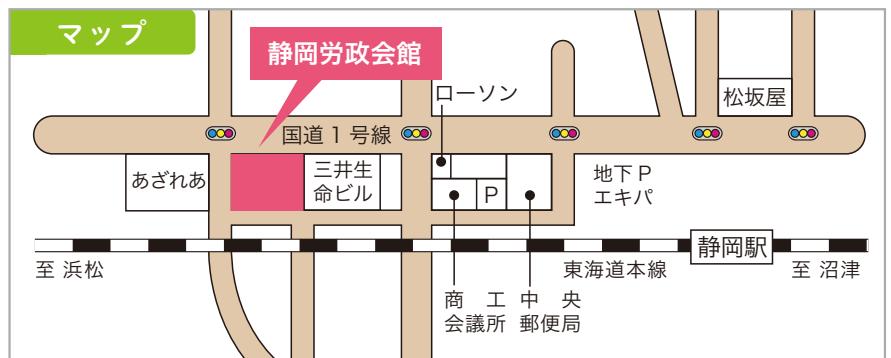 マップ
静岡労政会館
ローソン
松坂屋
国道1号線
あざれあ
三井生
命ビル
P
地下P
エキパ
静岡駅
至 浜松
東海道本線
至 沼津
商工
会議所
中央
郵便局